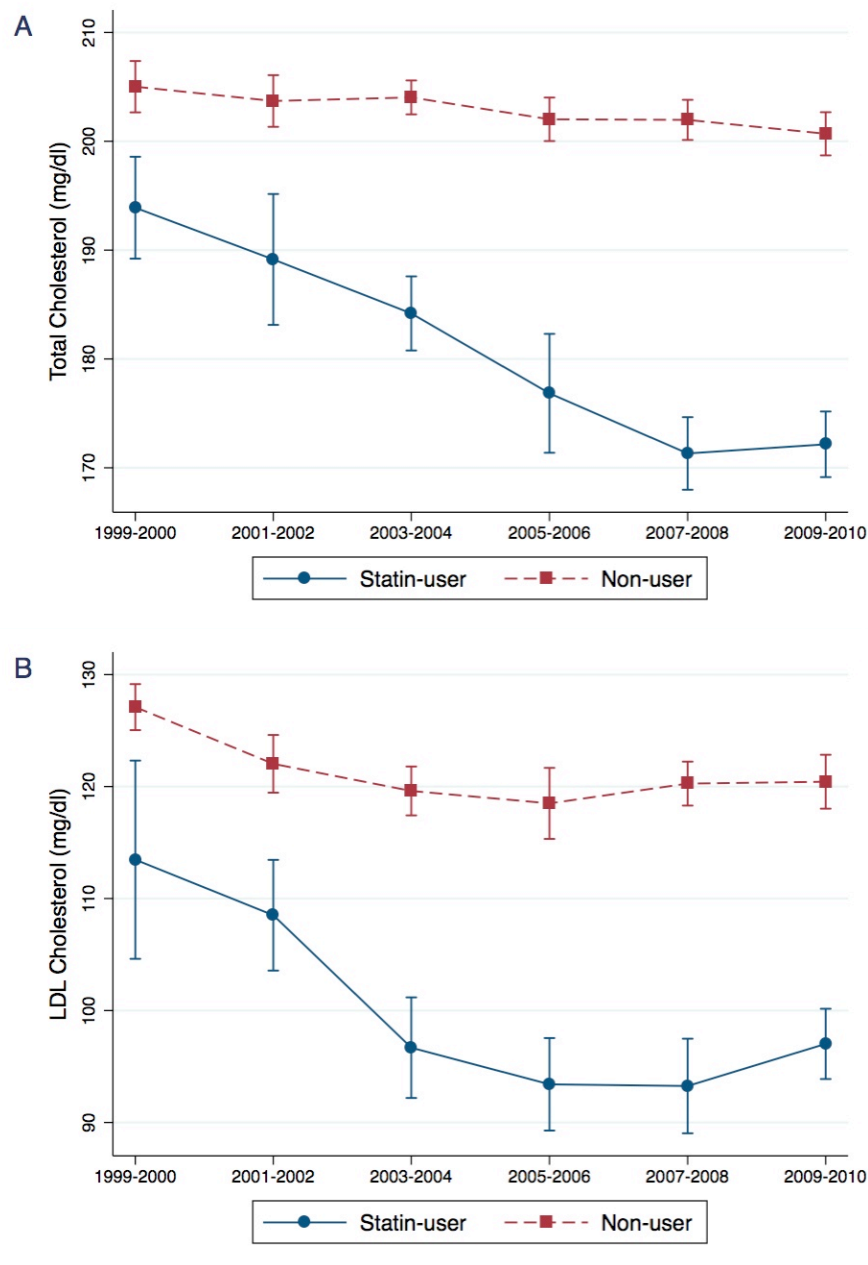 A
Total Cholesterol (mg/dl)
210
200
190
180
170
1999-2000 2001-2002 2003-2004 2005-2006 2007-2008 2009-2010
Statin-user Non-user
B
LDL Cholesterol (mg/dl)
130
120
110
100
90
1999-2000 2001-2002 2003-2004 2005-2006 2007-2008 2009-2010
Statin-user Non-user